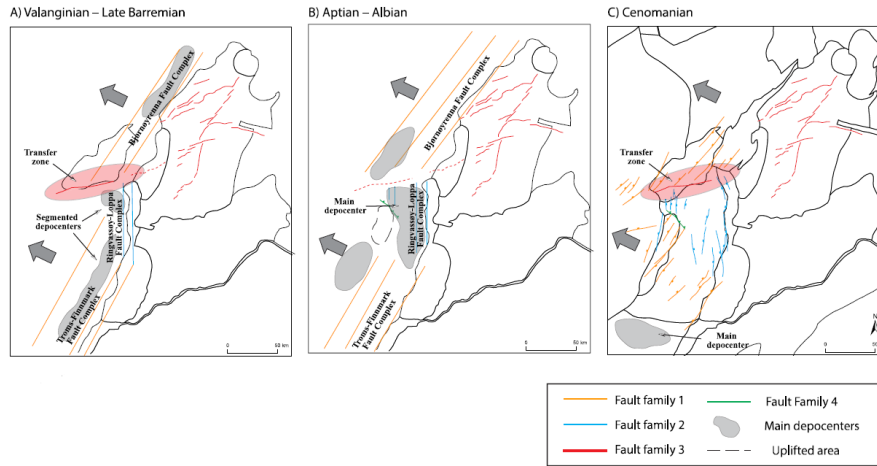 A) Valanginian – Late Barremian
Bjørnøyrenna Fault Complex
Transfer
zone
Segmented
depocenters
Ringvassøy-Loppa
Fault Complex
Troms-Finnmark
Fault Complex
0
50 km
B) Aptian – Albian
Bjørnøyrenna Fault Complex
Main
depocenter
Ringvassøy-Loppa
Fault Complex
Troms-Finnmark
Fault Complex
0
50 km
C) Cenomanian
Transfer
zone
Main
depocenter
N
0
50
Fault family 1
Fault family 2
Fault family 3
Fault Family 4
Main depocenters
Uplifted area